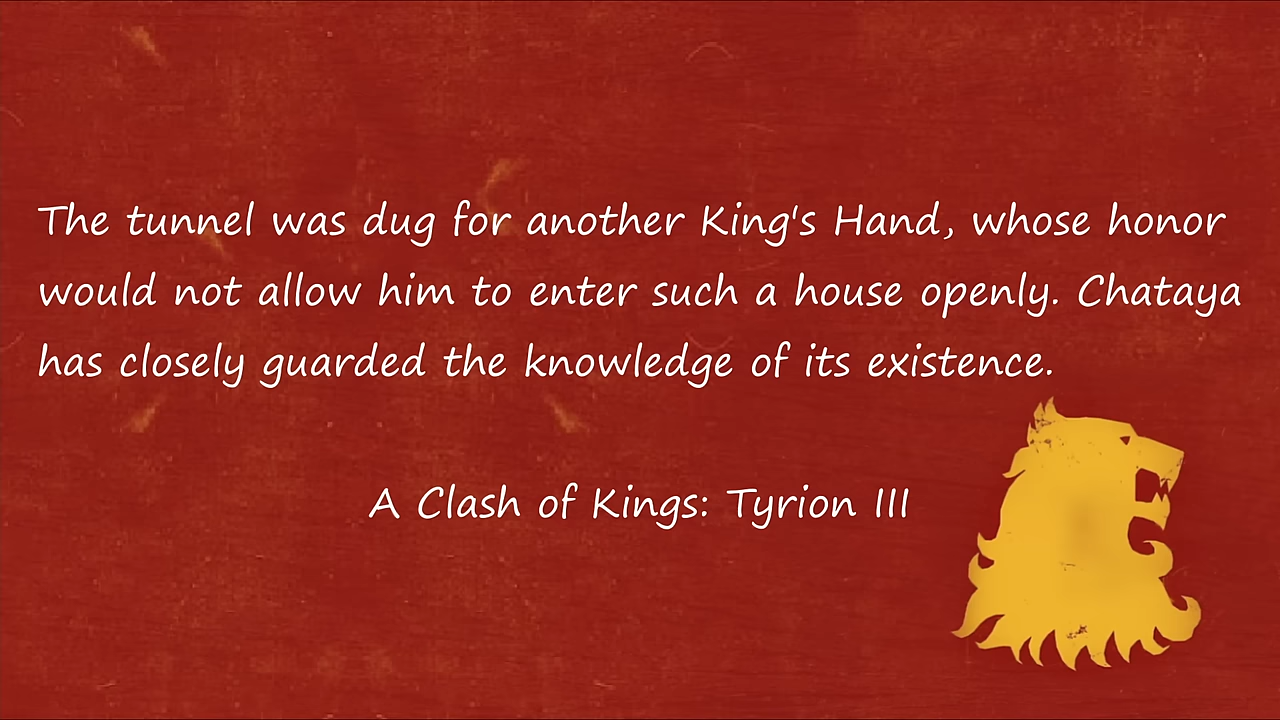 The tunnel was dug for another King's Hand, whose honor
would not allow him to enter such a house openly. Chataya
has closely guarded the knowledge of its existence.
A Clash of Kings: Tyrion III